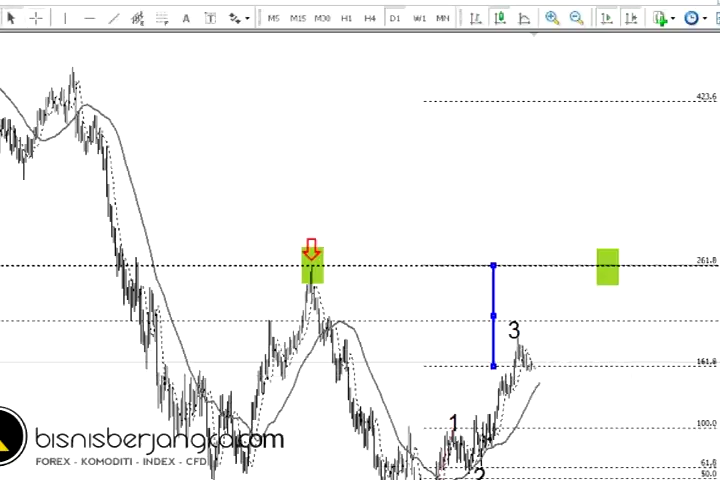 A T
M5 M15 M30 H1 H4 D1 W1 MN
423.6
261.8
3
161.8
1
100.0
bisnisberjangka.com
FOREX - KOMODITI - INDEX - CFD
61.8
2
50.0